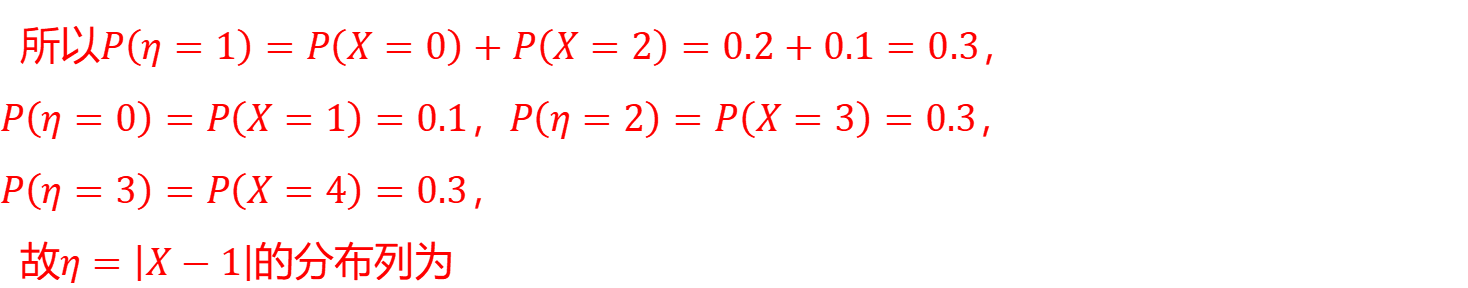 所以P(η = 1) = P(X = 0) + P(X = 2) = 0.2 + 0.1 = 0.3,
P(η = 0) = P(X = 1) = 0.1, P(η = 2) = P(X = 3) = 0.3,
P(η = 3) = P(X = 4) = 0.3,
故η = |X − 1|的分布列为